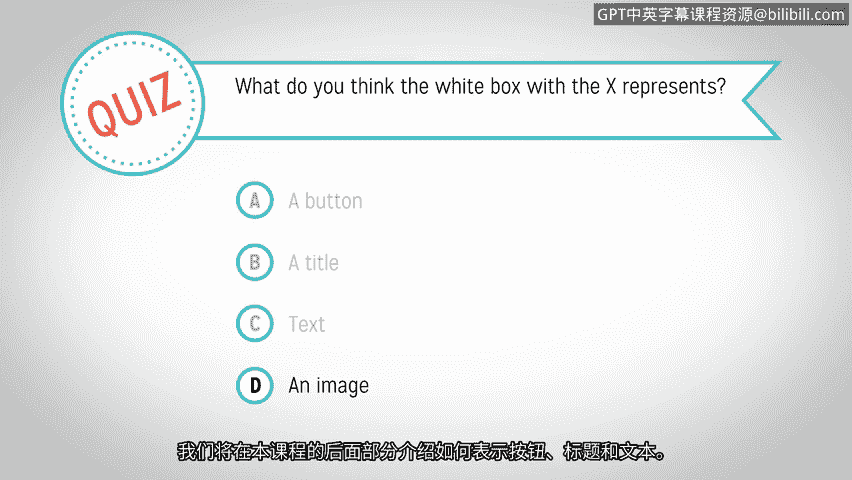 GPT中英字幕课程资源@bilibili.com
QUIZ
What do you think the white box with the X represents?
A A button
B A title
C Text
D An image
我们将在本课程的后面部分介绍如何表示按钮、标题和文本。